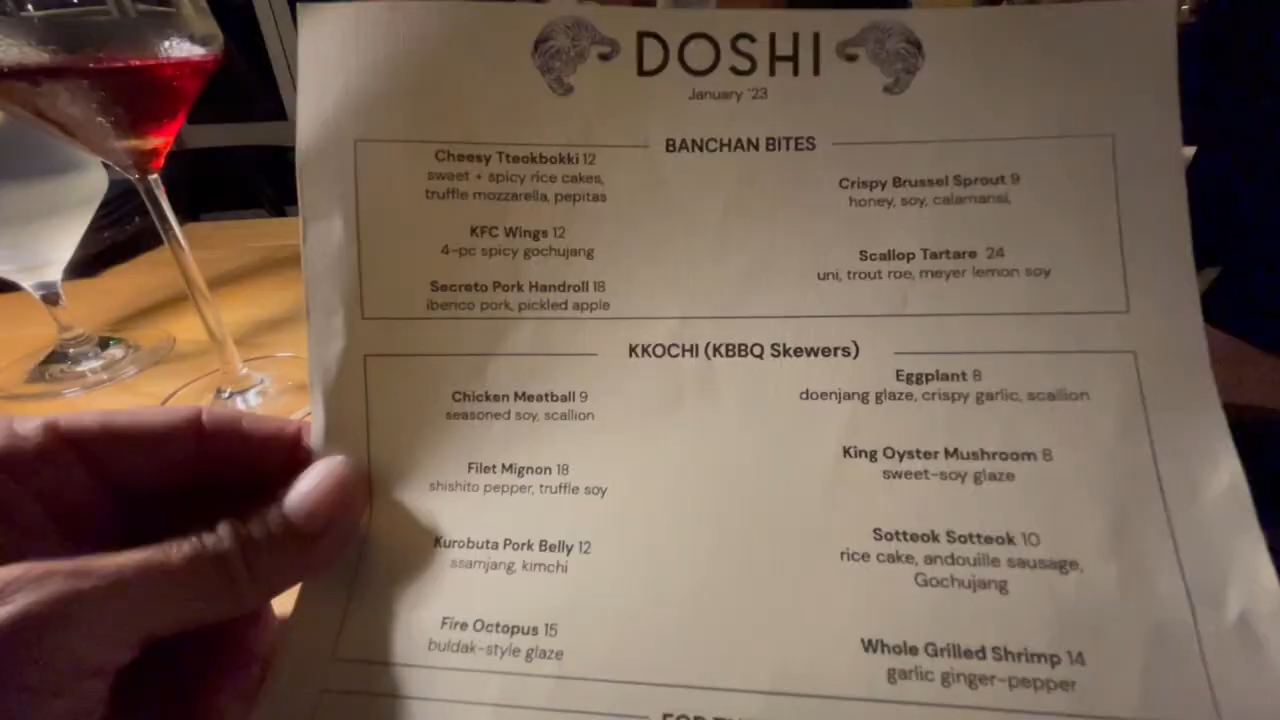 DOSHI
January '23
BANCHAN BITES
Cheesy Tteokbokki 12
sweet + spicy rice cakes,
truffle mozzarella, pepitas
KFC Wings 12
4-pc spicy gochujang
Secreto Pork Handroll 18
iberico pork, pickled apple
Crispy Brussel Sprout 9
honey, soy, calamansi,
Scallop Tartare 24
uni, trout roe, meyer lemon soy
KKOCHI (KBBQ Skewers)
Chicken Meatball 9
seasoned soy, scallion
Filet Mignon 18
shishito pepper, truffle soy
Kurobuta Pork Belly 12
ssamjang, kimchi
Fire Octopus 15
buldak-style glaze
Eggplant 8
doenjang glaze, crispy garlic, scallion
King Oyster Mushroom 8
sweet-soy glaze
Sotteok Sotteok 10
rice cake, andouille sausage,
Gochujang
Whole Grilled Shrimp 14
garlic ginger-pepper